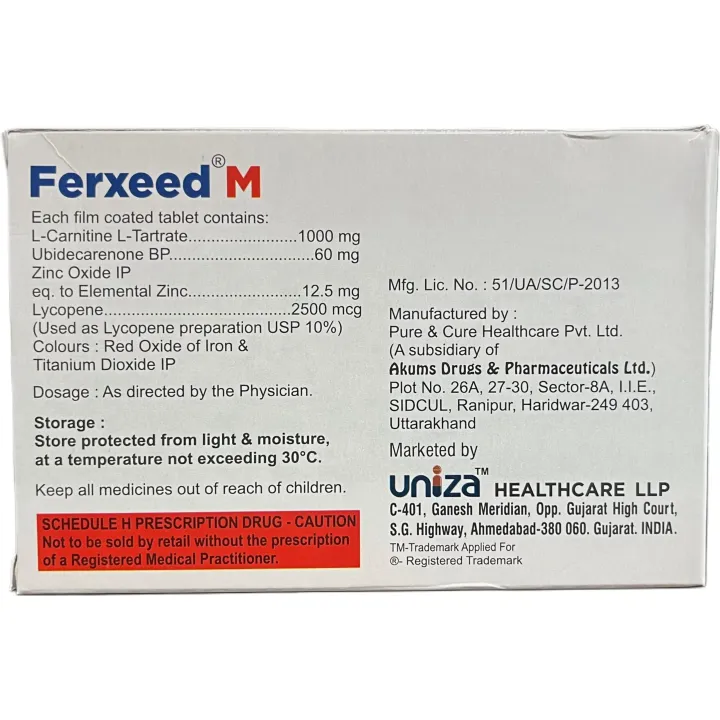 Ferxeed® M
Each film coated tablet contains:
L-Carnitine L-Tartrate.......................1000 mg
Ubidecarenone BP..............................60 mg
Zinc Oxide IP
eq. to Elemental Zinc........................12.5 mg
Lycopene.......................................2500 mcg
(Used as Lycopene preparation USP 10%)
Colours : Red Oxide of Iron &
Titanium Dioxide IP
Dosage : As directed by the Physician.
Storage :
Store protected from light & moisture,
at a temperature not exceeding 30°C.
Keep all medicines out of reach of children.
SCHEDULE H PRESCRIPTION DRUG - CAUTION
Not to be sold by retail without the prescription
of a Registered Medical Practitioner.
Mfg. Lic. No. : 51/UA/SC/P-2013
Manufactured by :
Pure & Cure Healthcare Pvt. Ltd.
(A subsidiary of
Akums Drugs & Pharmaceuticals Ltd.)
Plot No. 26A, 27-30, Sector-8A, I.I.E.,
SIDCUL, Ranipur, Haridwar-249 403,
Uttarakhand
Marketed by
uniza™ HEALTHCARE LLP
C-401, Ganesh Meridian, Opp. Gujarat High Court,
S.G. Highway, Ahmedabad-380 060. Gujarat. INDIA.
TM-Trademark Applied For
®- Registered Trademark